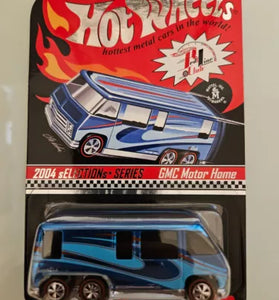 HOT WHEELS
hottest metal cars in the world!
2004 sELECTIONs SERIES GMC Motor Home